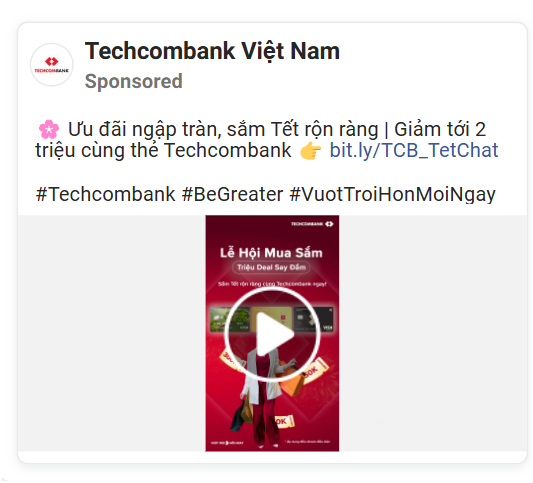 Techcombank Việt Nam
TECHCOMBANK
Sponsored
🌸 Ưu đãi ngập tràn, sắm Tết rộn ràng | Giảm tới 2
triệu cùng thẻ Techcombank 👉 bit.ly/TCB_TetChat
#Techcombank #BeGreater #VuotTroiHonMoiNgay
TECHCOMBANK
Lễ Hội Mua Sắm
Triệu Deal Say Đắm
Sắm Tết rộn ràng cùng Techcombank ngay!
VISA